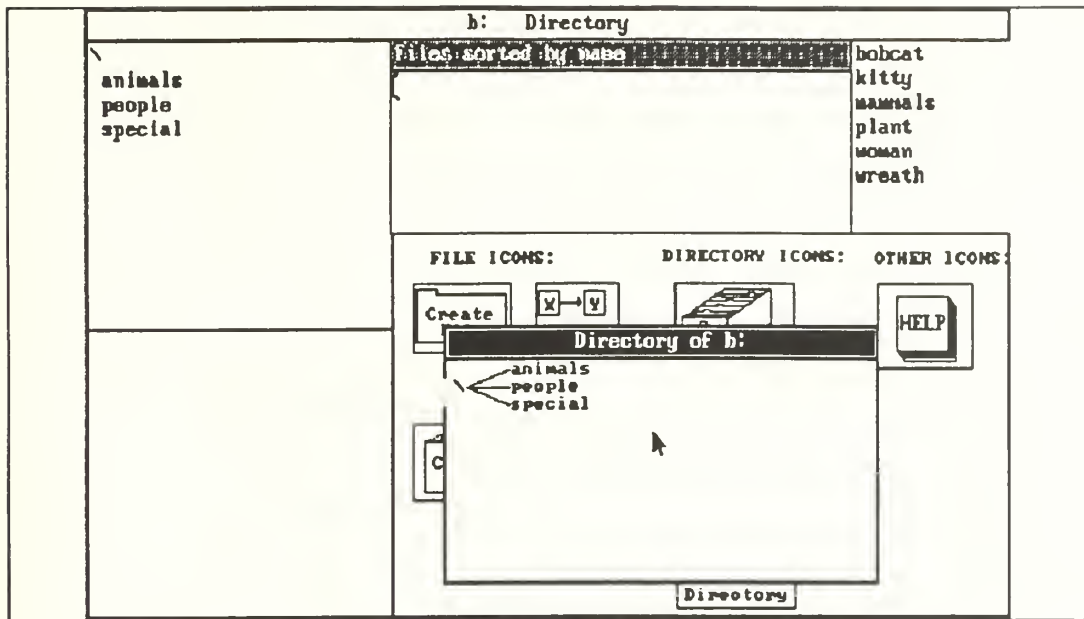 b: Directory
\
animals
people
special
files sorted by name
\
bobcat
kitty
mammals
plant
woman
wreath
FILE ICONS:
DIRECTORY ICONS:
OTHER ICONS:
Create
X → Y
HELP
Directory of b:
\
animals
people
special
C
Directory